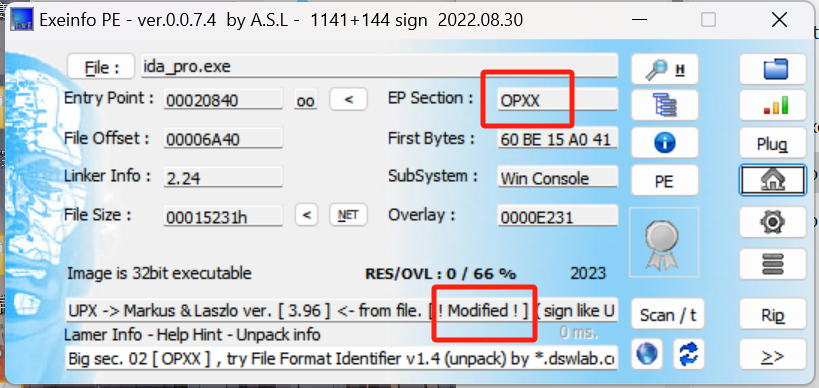 Exeinfo PE - ver.0.0.7.4 by A.S.L - 1141+144 sign 2022.08.30
File : ida_pro.exe H
Entry Point : 00020840 oo < EP Section : OPXX
File Offset : 00006A40 First Bytes : 60 BE 15 A0 41 Plug
Linker Info : 2.24 SubSystem : Win Console PE
File Size : 00015231h < NET Overlay : 0000E231
Image is 32bit executable RES/OVL : 0 / 66 % 2023
UPX -> Markus & Laszlo ver. [ 3.96 ] <- from file. [ ! Modified ! ] ( sign like U Scan / t Rip
Lamer Info - Help Hint - Unpack info 0 ms.
Big sec. 02 [ OPXX ] , try File Format Identifier v1.4 (unpack) by *.dswlab.c >>